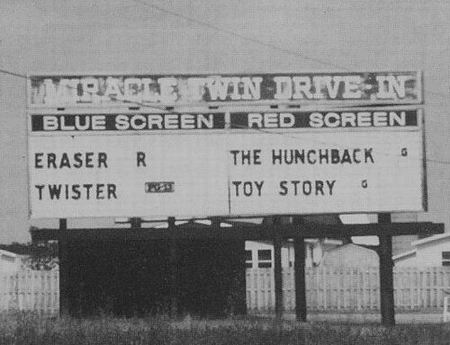 MIRACLE TWIN DRIVE-IN
BLUE SCREEN RED SCREEN
ERASER R THE HUNCHBACK G
TWISTER PG-13 TOY STORY G